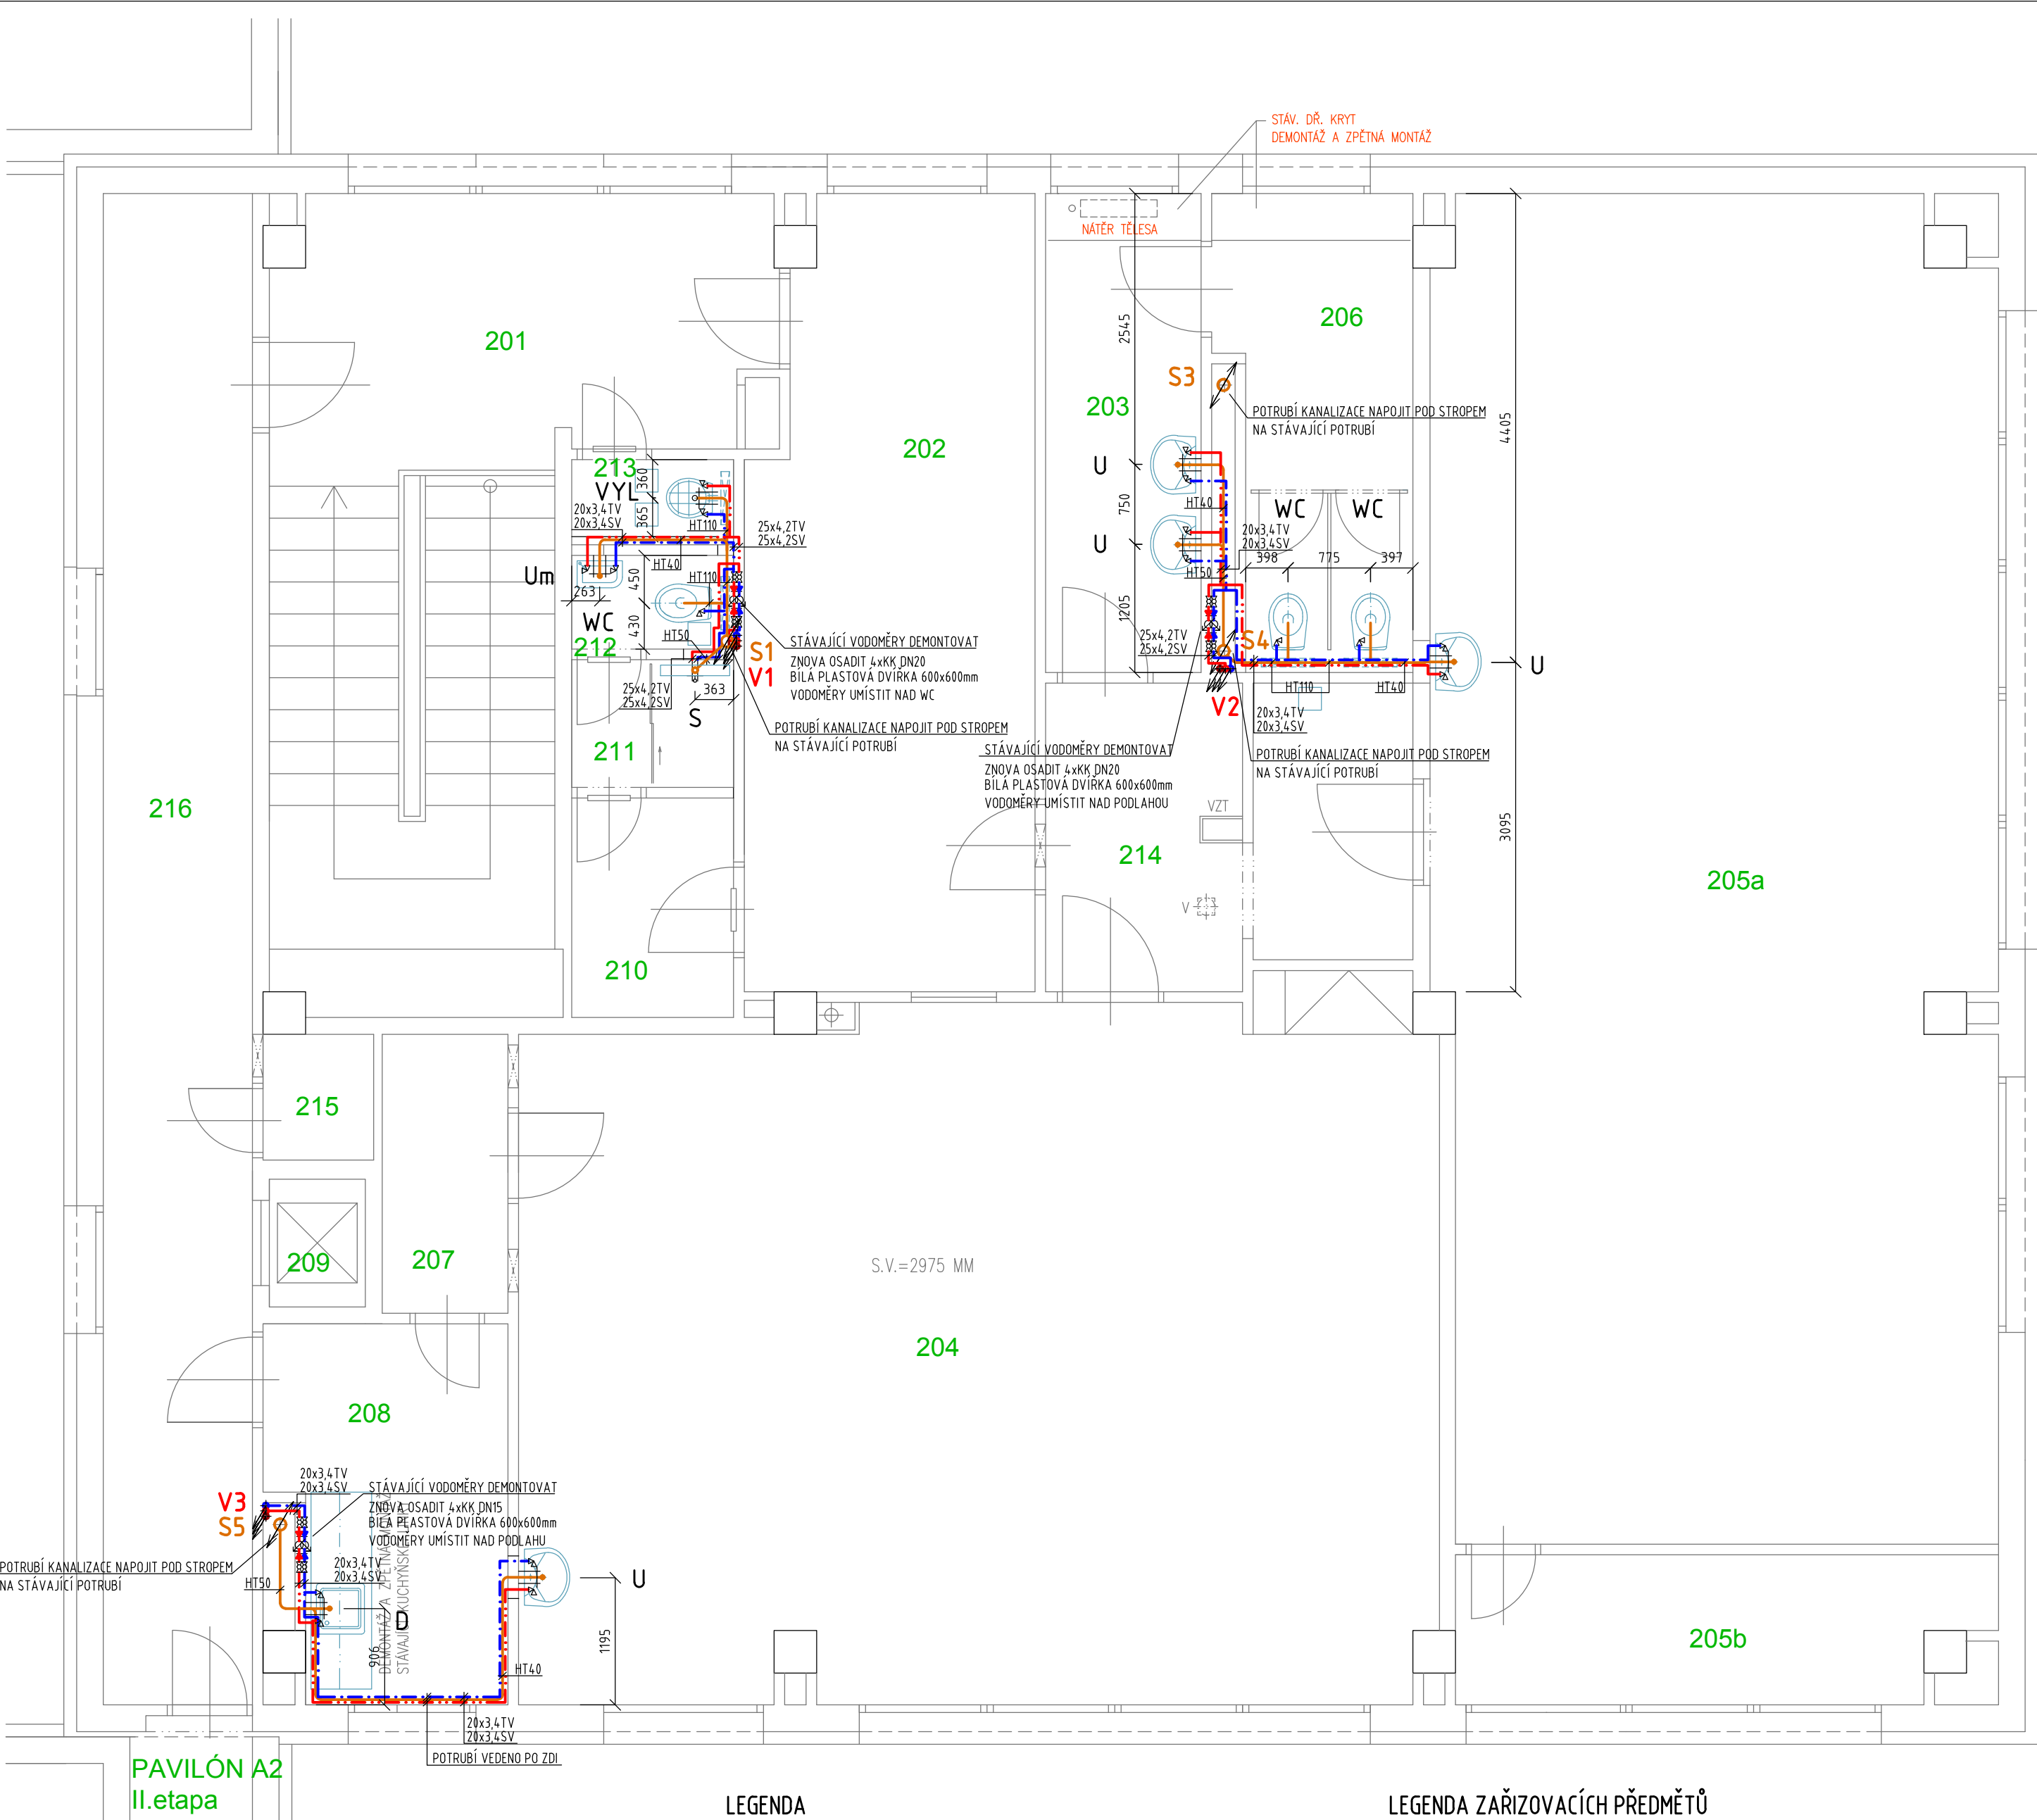 STÁV. DŘ. KRYT
DEMONTÁŽ A ZPĚTNÁ MONTÁŽ
NÁTĚR TĚLESA
201
202
203
206
2545
750
1205
4405
3095
S3
POTRUBÍ KANALIZACE NAPOJIT POD STROPEM
NA STÁVAJÍCÍ POTRUBÍ
U
U
HT40
HT50
WC
WC
20x3,4TV
20x3,4SV
398
775
397
25x4,2TV
25x4,2SV
S4
V2
HT110
HT40
U
20x3,4TV
20x3,4SV
POTRUBÍ KANALIZACE NAPOJIT POD STROPEM
NA STÁVAJÍCÍ POTRUBÍ
STÁVAJÍCÍ VODOMĚRY DEMONTOVAT
ZNOVA OSADIT 4xKK DN20
BÍLÁ PLASTOVÁ DVÍŘKA 600x600mm
VODOMĚRY UMÍSTIT NAD PODLAHOU
213
VYL
360
365
20x3,4TV
20x3,4SV
HT110
25x4,2TV
25x4,2SV
HT40
HT110
Um
263
450
430
WC
212
HT50
S1
V1
STÁVAJÍCÍ VODOMĚRY DEMONTOVAT
ZNOVA OSADIT 4xKK DN20
BÍLÁ PLASTOVÁ DVÍŘKA 600x600mm
VODOMĚRY UMÍSTIT NAD WC
25x4,2TV
25x4,2SV
363
S
POTRUBÍ KANALIZACE NAPOJIT POD STROPEM
NA STÁVAJÍCÍ POTRUBÍ
211
216
VZT
214
V
205a
210
215
209
207
S.V.=2975 MM
204
208
V3
S5
20x3,4TV
20x3,4SV
STÁVAJÍCÍ VODOMĚRY DEMONTOVAT
ZNOVA OSADIT 4xKK DN15
BÍLÁ PLASTOVÁ DVÍŘKA 600x600mm
VODOMĚRY UMÍSTIT NAD PODLAHU
POTRUBÍ KANALIZACE NAPOJIT POD STROPEM
NA STÁVAJÍCÍ POTRUBÍ
HT50
20x3,4TV
20x3,4SV
D
906
DEMONTÁŽ A ZPĚTNÁ MONTÁŽ
STÁVAJÍCÍ KUCHYŇSKÉ
U
1195
HT40
20x3,4TV
20x3,4SV
POTRUBÍ VEDENO PO ZDI
205b
PAVILÓN A2
II.etapa
LEGENDA
LEGENDA ZAŘIZOVACÍCH PŘEDMĚTŮ